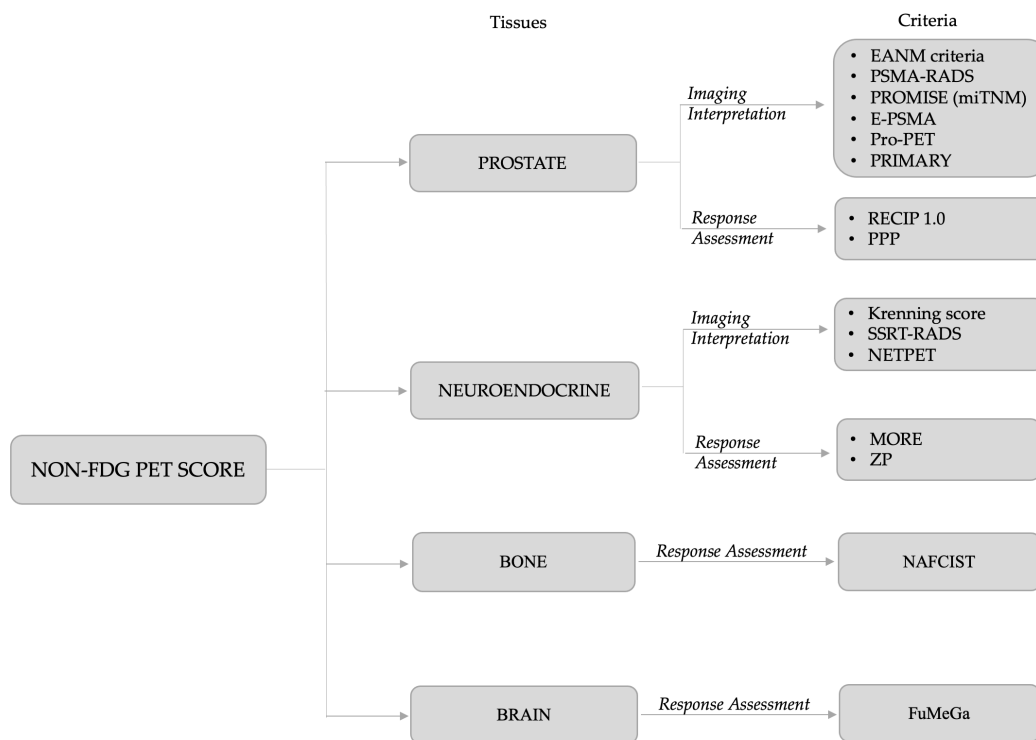 Tissues
Criteria
NON-FDG PET SCORE
PROSTATE
Imaging
Interpretation
• EANM criteria
• PSMA-RADS
• PROMISE (miTNM)
• E-PSMA
• Pro-PET
• PRIMARY
Response
Assessment
• RECIP 1.0
• PPP
NEUROENDOCRINE
Imaging
Interpretation
• Krenning score
• SSRT-RADS
• NETPET
Response
Assessment
• MORE
• ZP
BONE
Response Assessment
NAFCIST
BRAIN
Response Assessment
FuMeGa